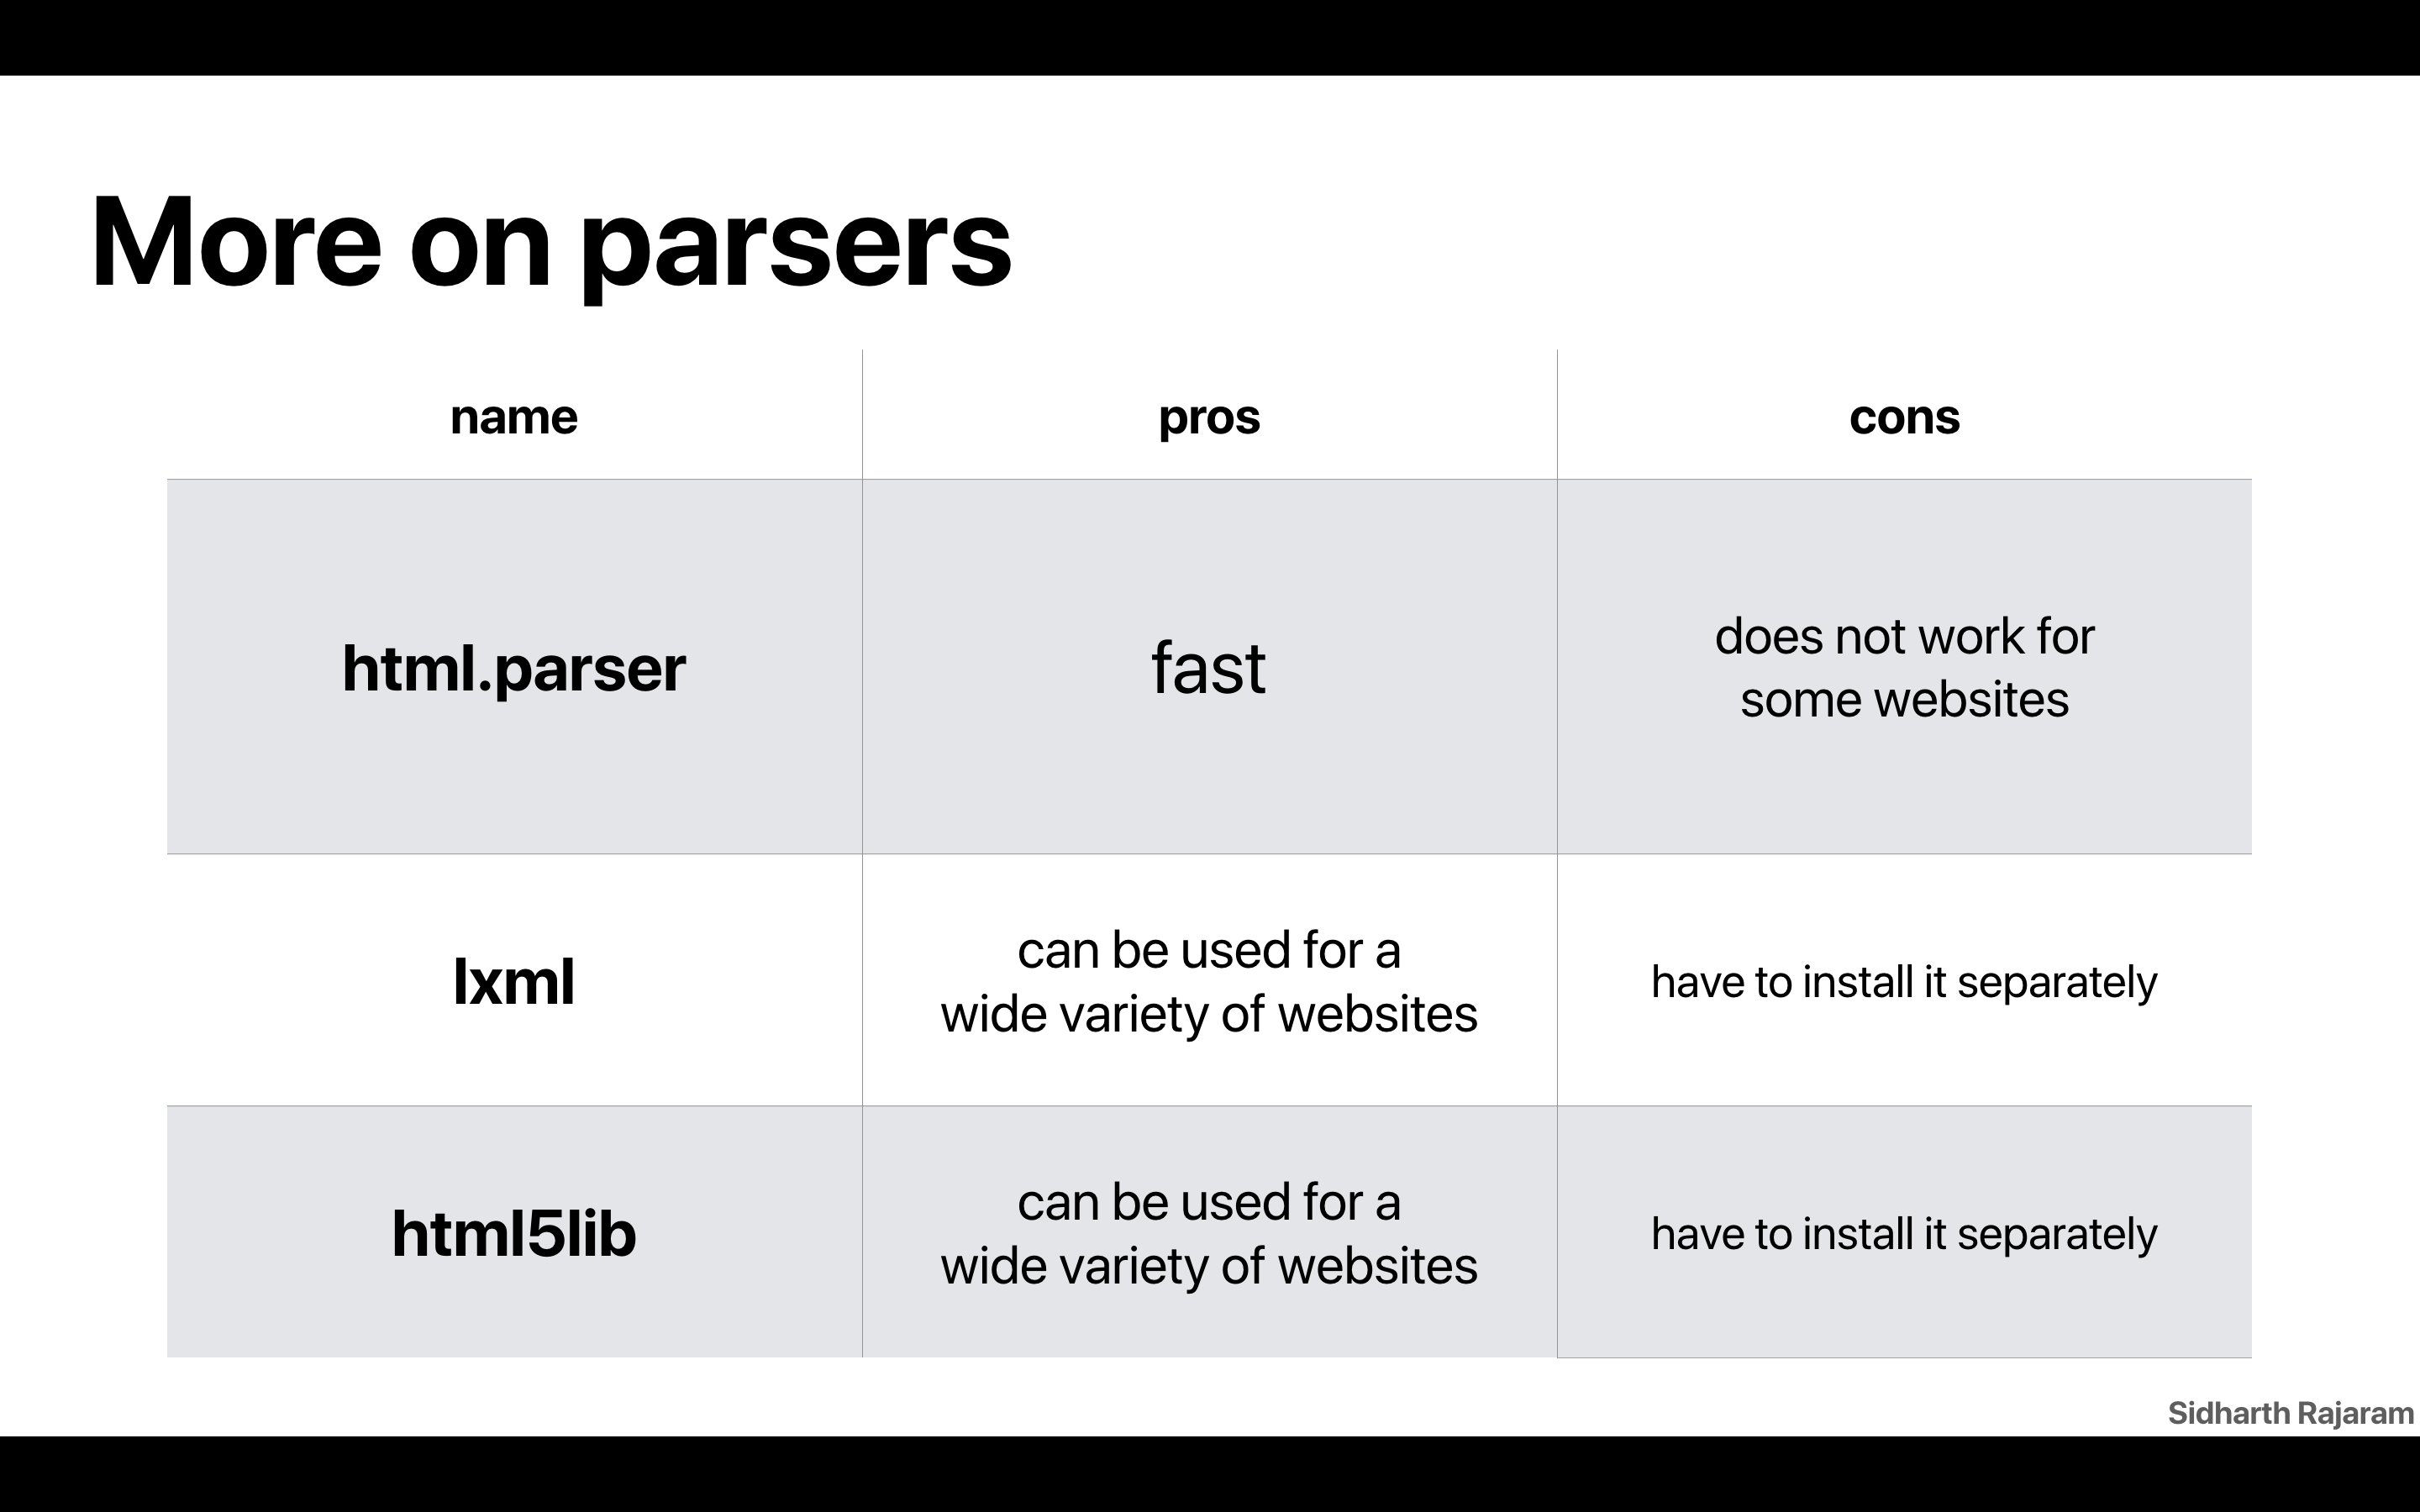 More on parsers
name
pros
cons
html.parser
fast
does not work for
some websites
lxml
can be used for a
wide variety of websites
have to install it separately
html5lib
can be used for a
wide variety of websites
have to install it separately
Sidharth Rajaram